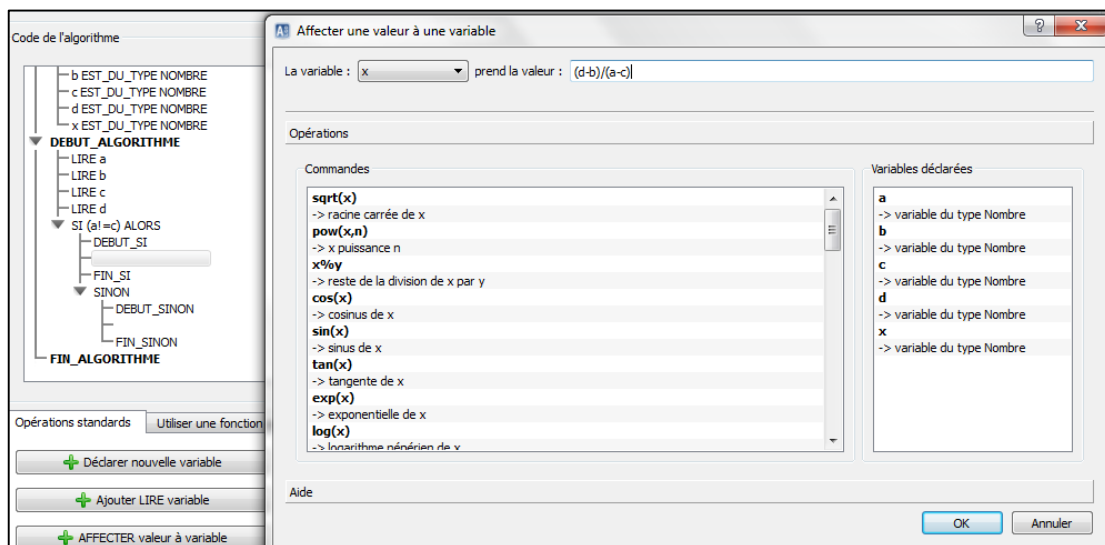 Code de l'algorithme
b EST_DU_TYPE NOMBRE
c EST_DU_TYPE NOMBRE
d EST_DU_TYPE NOMBRE
x EST_DU_TYPE NOMBRE
DEBUT_ALGORITHME
LIRE a
LIRE b
LIRE c
LIRE d
SI (a!=c) ALORS
DEBUT_SI
FIN_SI
SINON
DEBUT_SINON
FIN_SINON
FIN_ALGORITHME
Opérations standards Utiliser une fonction
Déclarer nouvelle variable
Ajouter LIRE variable
AFFECTER valeur à variable
Affecter une valeur à une variable
La variable : x prend la valeur : (d-b)/(a-c)
Opérations
Commandes
sqrt(x)
-> racine carrée de x
pow(x,n)
-> x puissance n
x%y
-> reste de la division de x par y
cos(x)
-> cosinus de x
sin(x)
-> sinus de x
tan(x)
-> tangente de x
exp(x)
-> exponentielle de x
log(x)
-> logarithme népérien de x
Variables déclarées
a
-> variable du type Nombre
b
-> variable du type Nombre
c
-> variable du type Nombre
d
-> variable du type Nombre
x
-> variable du type Nombre
Aide
OK Annuler